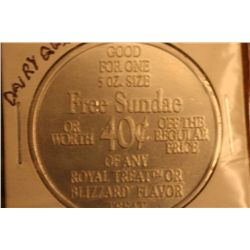 DAIRY
GOOD
FOR ONE
5 OZ. SIZE
Free Sundae
OR WORTH 40¢ OFF THE REGULAR PRICE
OF ANY
ROYAL TREAT™ OR
BLIZZARD® FLAVOR
TREAT